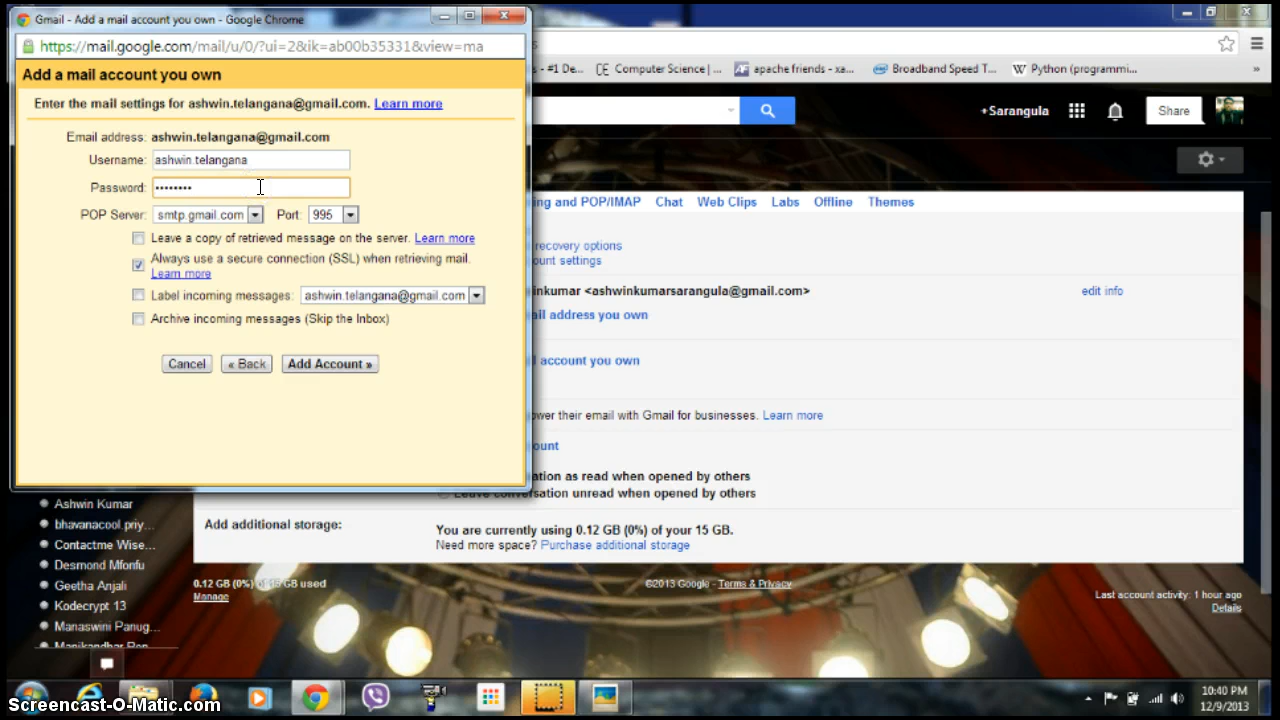 Gmail - Add a mail account you own - Google Chrome
https://mail.google.com/mail/u/0/?ui=2&ik=ab00b35331&view=ma
Add a mail account you own
Enter the mail settings for ashwin.telangana@gmail.com. Learn more
Email address: ashwin.telangana@gmail.com
Username: ashwin.telangana
Password: ••••••••
POP Server: smtp.gmail.com Port: 995
Leave a copy of retrieved message on the server. Learn more
Always use a secure connection (SSL) when retrieving mail.
Learn more
Label incoming messages: ashwin.telangana@gmail.com
Archive incoming messages (Skip the Inbox)
Cancel « Back Add Account »
s
- #1 De... Computer Science | ... apache friends - xa... Broadband Speed T... Python (programmi... »
+Sarangula Share
ing and POP/IMAP Chat Web Clips Labs Offline Themes
recovery options
ount settings
inkumar <ashwinkumarsarangula@gmail.com> edit info
ail address you own
l account you own
ower their email with Gmail for businesses. Learn more
ount
ation as read when opened by others
Leave conversation unread when opened by others
Add additional storage: You are currently using 0.12 GB (0%) of your 15 GB.
Need more space? Purchase additional storage
Ashwin Kumar
bhavanacool.priy...
Contactme Wise...
Desmond Mfonfu
Geetha Anjali
Kodecrypt 13
Manaswini Panug...
0.12 GB (0%) of 15 GB used
Manage
©2013 Google - Terms & Privacy
Last account activity: 1 hour ago
Details
10:40 PM
12/9/2013
Screencast-O-Matic.com